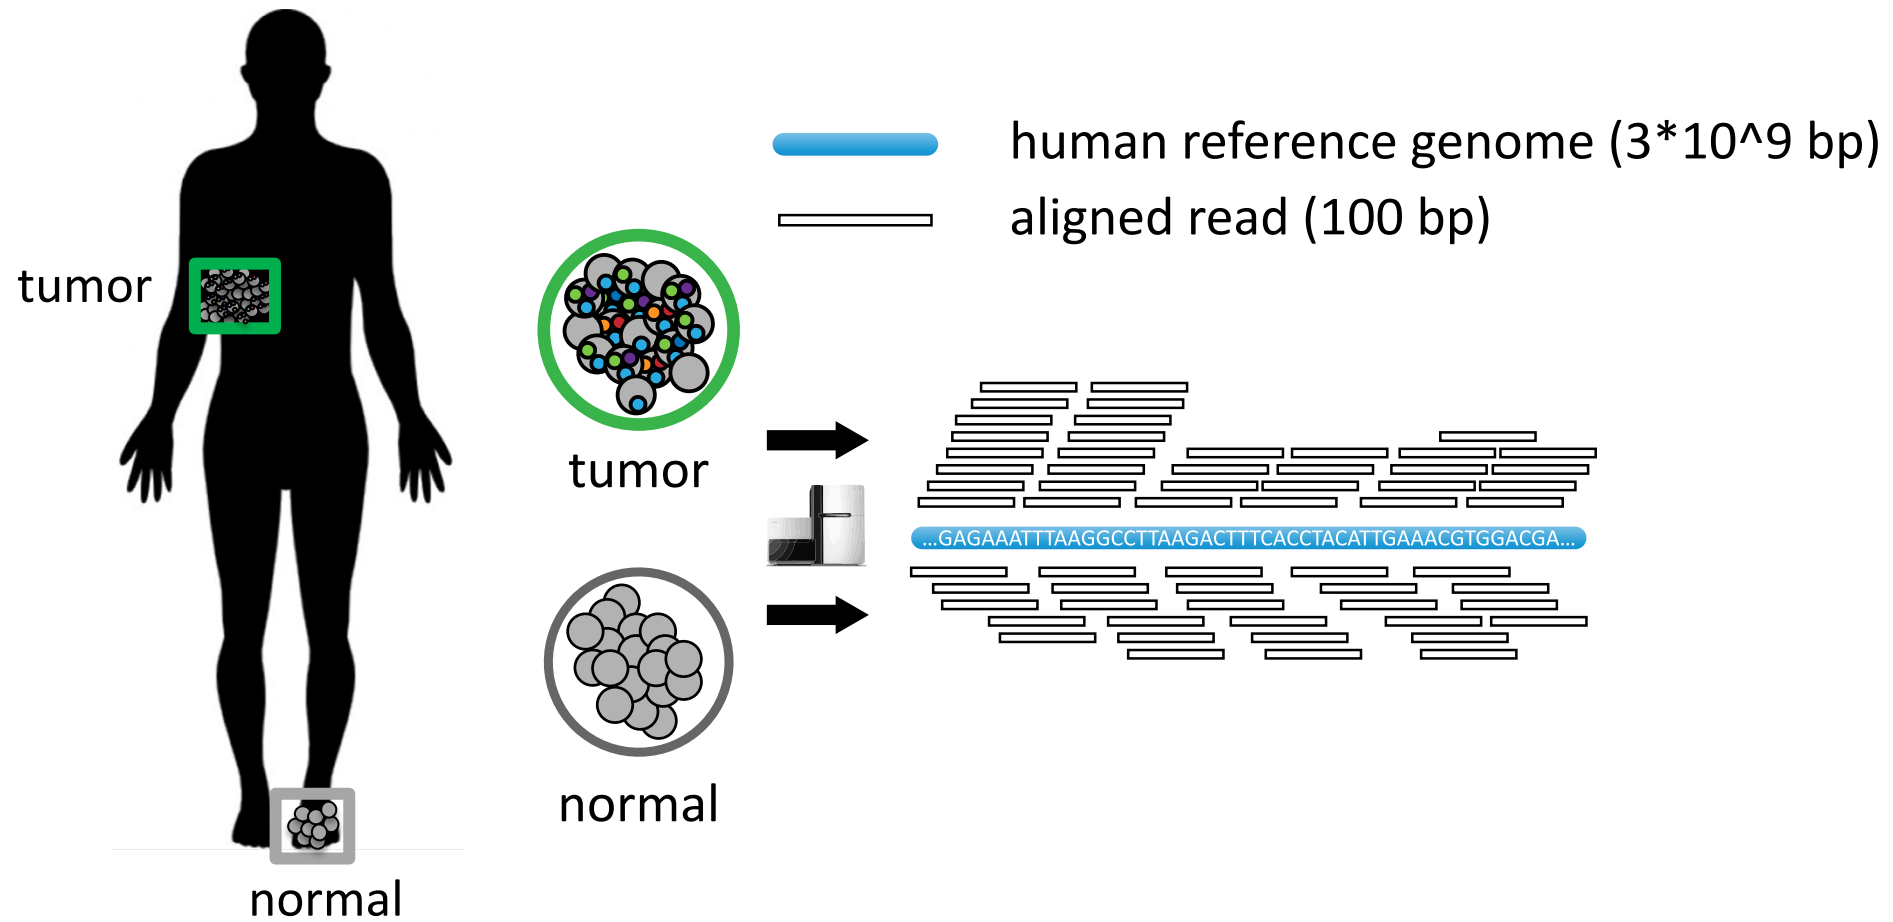 human reference genome (3*10^9 bp)
aligned read (100 bp)
tumor
tumor
...GAGAAATTTAAGGCCTTAAGACTTTCACCTACATTGAAACGTGGACGA...
normal
normal